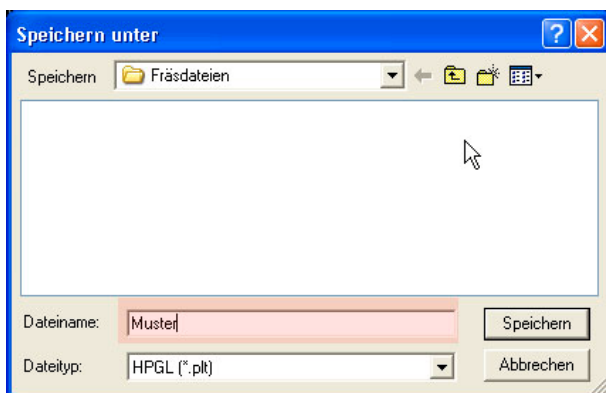 Speichern unter
Speichern Fräsdateien
Dateiname: Muster Speichern
Dateityp: HPGL (*.plt) Abbrechen